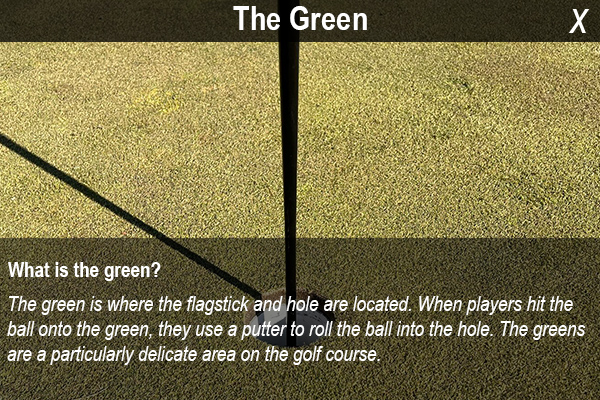 The Green
X
What is the green?
The green is where the flagstick and hole are located. When players hit the
ball onto the green, they use a putter to roll the ball into the hole. The greens
are a particularly delicate area on the golf course.